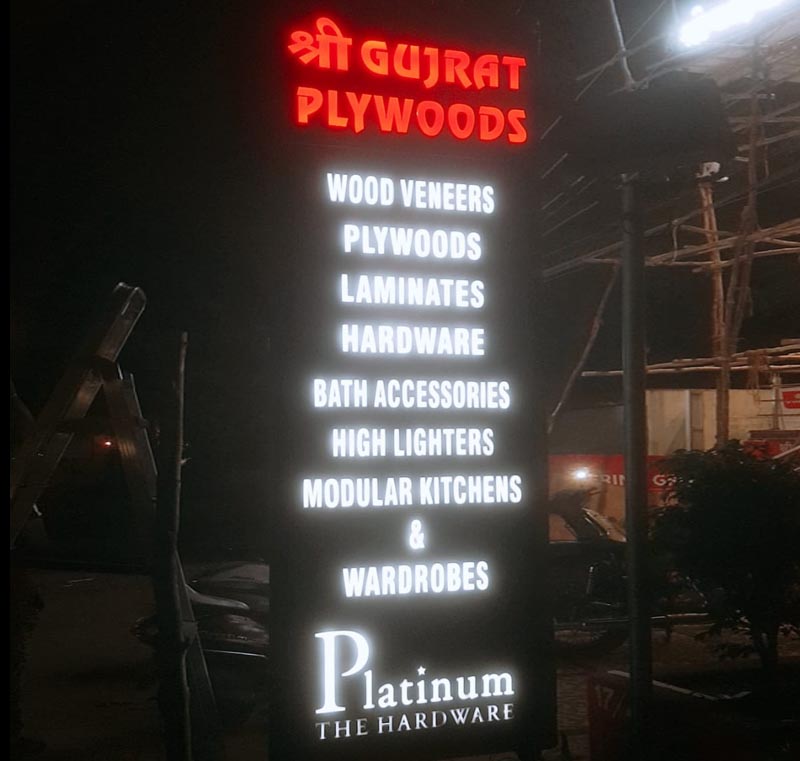 श्री GUJRAT
PLYWOODS
WOOD VENEERS
PLYWOODS
LAMINATES
HARDWARE
BATH ACCESSORIES
HIGH LIGHTERS
MODULAR KITCHENS
&
WARDROBES
Platinum
THE HARDWARE